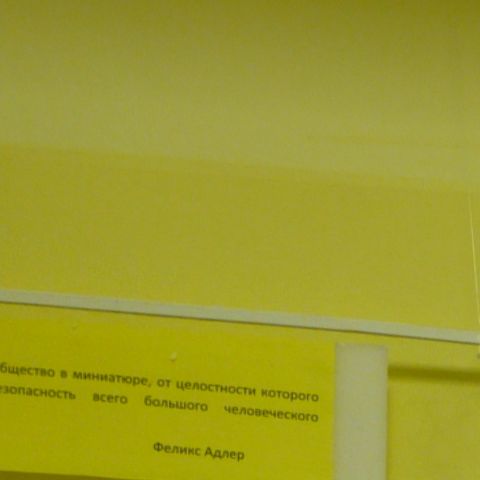 бщество в миниатюре, от целостности которого
езопасность всего большого человеческого
Феликс Адлер